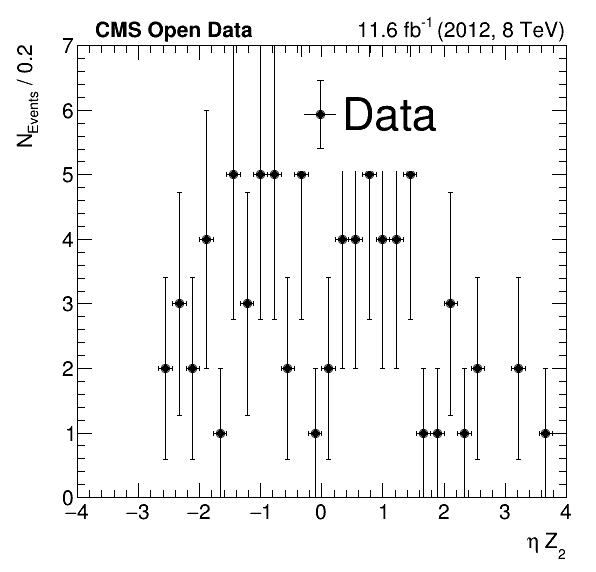 CMS Open Data 11.6 fb-1 (2012, 8 TeV)
NEvents / 0.2
7
6
5
4
3
2
1
0
Data
−4 −3 −2 −1 0 1 2 3 4
η Z2